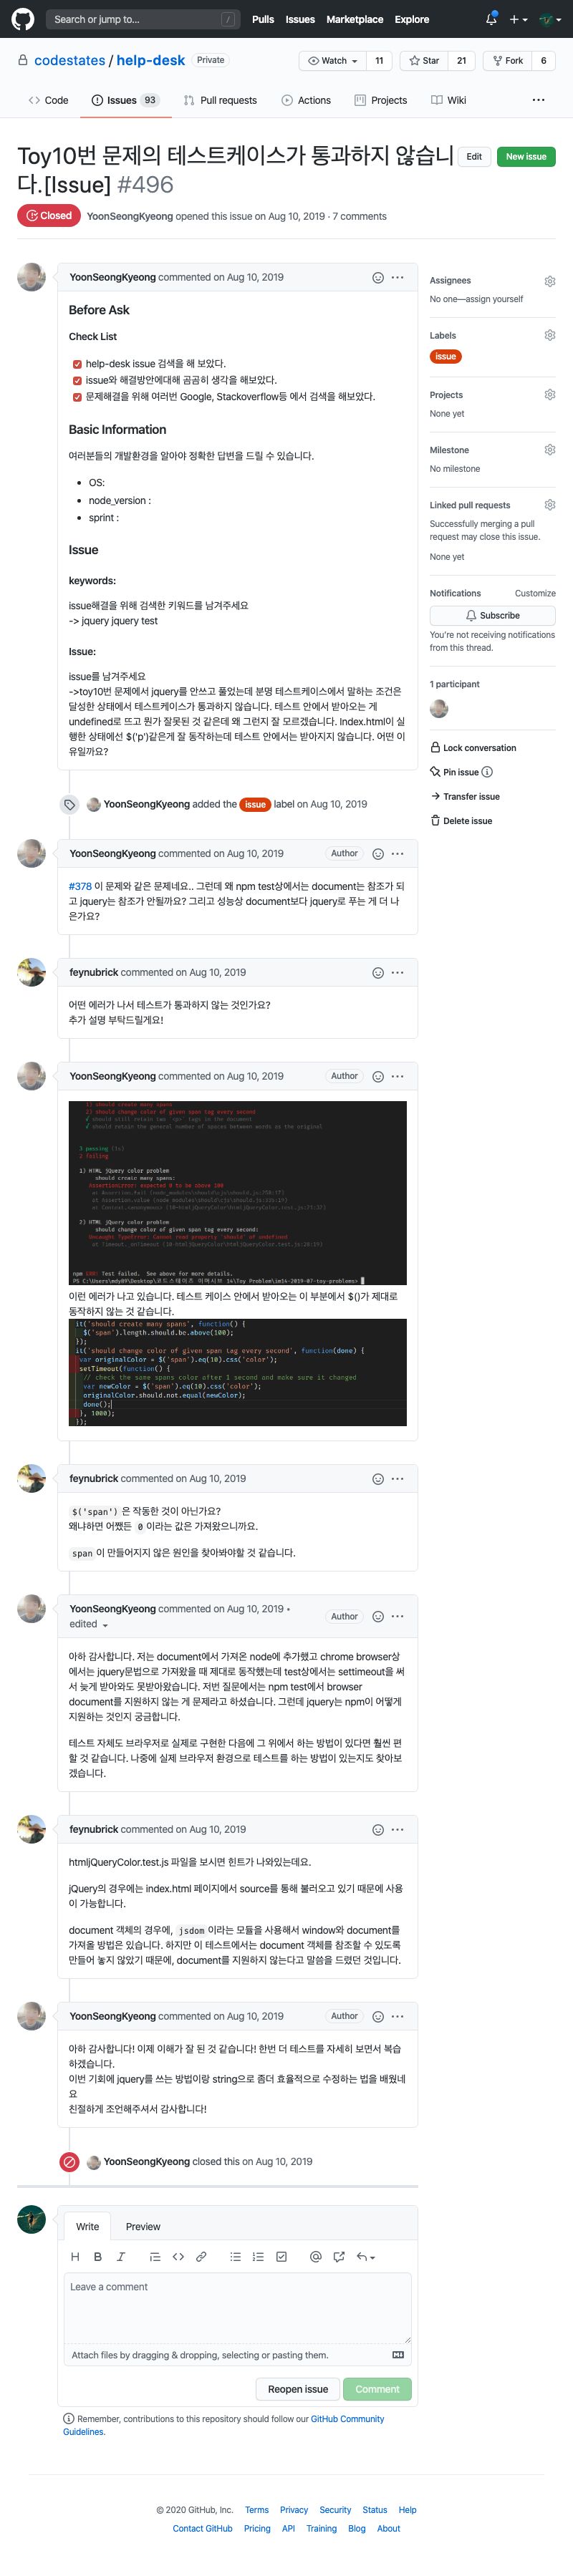 Search or jump to... /
Pulls Issues Marketplace Explore
codestates / help-desk Private
Watch 11 Star 21 Fork 6
Code Issues 93 Pull requests Actions Projects Wiki ...
Toy10번 문제의 테스트케이스가 통과하지 않습니
다.[Issue] #496
Edit New issue
Closed YoonSeongKyeong opened this issue on Aug 10, 2019 · 7 comments
YoonSeongKyeong commented on Aug 10, 2019
Before Ask
Check List
help-desk issue 검색을 해 보았다.
issue와 해결방안에대해 곰곰히 생각을 해보았다.
문제해결을 위해 여러번 Google, Stackoverflow등 에서 검색을 해보았다.
Basic Information
여러분들의 개발환경을 알아야 정확한 답변을 드릴 수 있습니다.
OS:
node_version :
sprint :
Issue
keywords:
issue해결을 위해 검색한 키워드를 남겨주세요
-> jquery jquery test
Issue:
issue를 남겨주세요
->toy10번 문제에서 jquery를 안쓰고 풀었는데 분명 테스트케이스에서 말하는 조건은
달성한 상태에서 테스트케이스가 통과하지 않습니다. 테스트 안에서 받아오는 게
undefined로 뜨고 뭔가 잘못된 것 같은데 왜 그런지 잘 모르겠습니다. Index.html이 실
행한 상태에선 $('p')같은게 잘 동작하는데 테스트 안에서는 받아지지 않습니다. 어떤 이
유일까요?
Assignees
No one—assign yourself
Labels
issue
Projects
None yet
Milestone
No milestone
Linked pull requests
Successfully merging a pull
request may close this issue.
None yet
Notifications Customize
Subscribe
You're not receiving notifications
from this thread.
1 participant
Lock conversation
Pin issue
Transfer issue
Delete issue
YoonSeongKyeong added the issue label on Aug 10, 2019
YoonSeongKyeong commented on Aug 10, 2019 Author
#378 이 문제와 같은 문제네요.. 그런데 왜 npm test상에서는 document는 참조가 되
고 jquery는 참조가 안될까요? 그리고 성능상 document보다 jquery로 푸는 게 더 나
은가요?
feynubrick commented on Aug 10, 2019
어떤 에러가 나서 테스트가 통과하지 않는 것인가요?
추가 설명 부탁드릴게요!
YoonSeongKyeong commented on Aug 10, 2019 Author
1) should create many spans
2) should change color of given span tag every second
3 passing (1s)
2 failing
1) HTML jQuery color problem
should create many spans:
AssertionError: expected 0 to be above 100
2) HTML jQuery color problem
should change color of given span tag every second:
Uncaught TypeError: Cannot read property 'should' of undefined
npm ERR! Test failed. See above for more details.
이런 에러가 나고 있습니다. 테스트 케이스 안에서 받아오는 이 부분에서 $()가 제대로
동작하지 않는 것 같습니다.
it('should create many spans', function() {
$('span').length.should.be.above(100);
});
it('should change color of given span tag every second', function(done) {
var originalColor = $('span').eq(10).css('color');
setTimeout(function() {
// check the same spans color after 1 second and make sure it changed
var newColor = $('span').eq(10).css('color');
originalColor.should.not.equal(newColor);
done();
}, 1080);
});
feynubrick commented on Aug 10, 2019
$('span') 은 작동한 것이 아닌가요?
왜냐하면 어쨌든 0 이라는 값은 가져왔으니까요.
span 이 만들어지지 않은 원인을 찾아봐야할 것 같습니다.
YoonSeongKyeong commented on Aug 10, 2019 •
edited
Author
아하 감사합니다. 저는 document에서 가져온 node에 추가했고 chrome browser상
에서는 jquery문법으로 가져왔을 때 제대로 동작했는데 test상에서는 settimeout을 써
서 늦게 받아와도 못받아왔습니다. 저번 질문에서는 npm test에서 browser
document를 지원하지 않는 게 문제라고 하셨습니다. 그런데 jquery는 npm이 어떻게
지원하는 것인지 궁금합니다.
테스트 자체도 브라우저로 실제로 구현한 다음에 그 위에서 하는 방법이 있다면 훨씬 편
할 것 같습니다. 나중에 실제 브라우저 환경으로 테스트를 하는 방법이 있는지도 찾아보
겠습니다.
feynubrick commented on Aug 10, 2019
htmljQueryColor.test.js 파일을 보시면 힌트가 나와있는데요.
jQuery의 경우에는 index.html 페이지에서 source를 통해 불러오고 있기 때문에 사용
이 가능합니다.
document 객체의 경우에, jsdom 이라는 모듈을 사용해서 window와 document를
가져올 방법은 있습니다. 하지만 이 테스트에서는 document 객체를 참조할 수 있도록
만들어 놓지 않았기 때문에, document를 지원하지 않는다고 말씀을 드렸던 것입니다.
YoonSeongKyeong commented on Aug 10, 2019 Author
아하 감사합니다! 이제 이해가 잘 된 것 같습니다! 한번 더 테스트를 자세히 보면서 복습
하겠습니다.
이번 기회에 jquery를 쓰는 방법이랑 string으로 좀더 효율적으로 수정하는 법을 배웠네
요
친절하게 조언해주셔서 감사합니다!
YoonSeongKyeong closed this on Aug 10, 2019
Write Preview
Leave a comment
Attach files by dragging & dropping, selecting or pasting them.
Reopen issue Comment
Remember, contributions to this repository should follow our GitHub Community
Guidelines.
© 2020 GitHub, Inc. Terms Privacy Security Status Help
Contact GitHub Pricing API Training Blog About